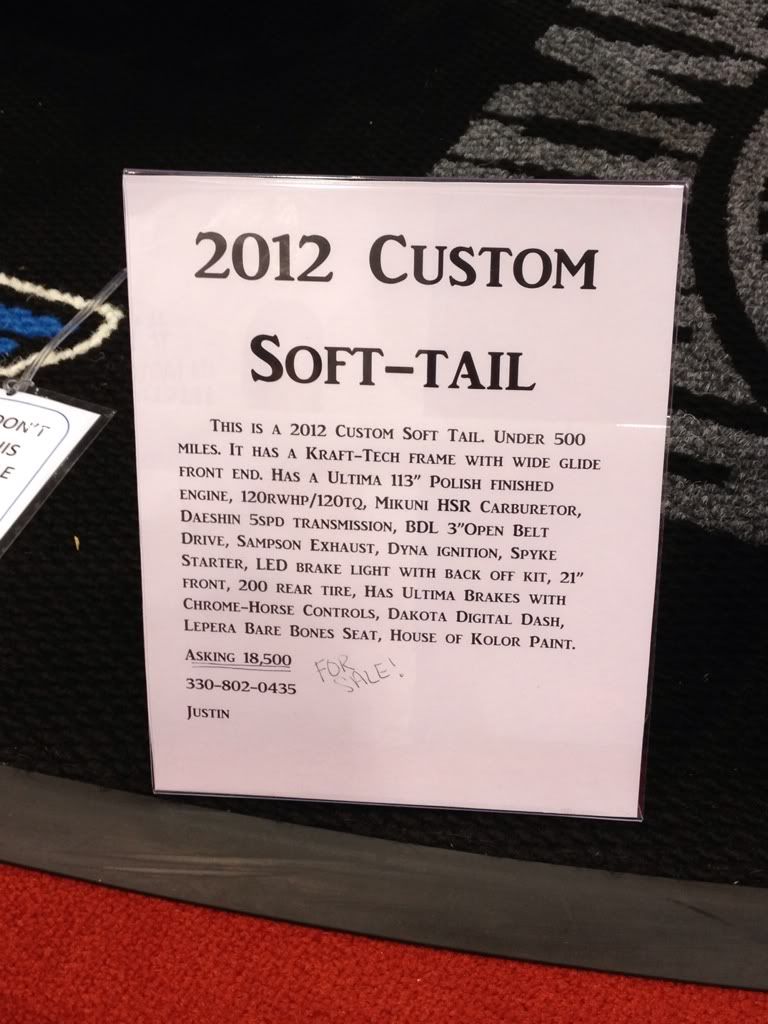 2012 Custom
Soft-tail
This is a 2012 Custom Soft Tail. Under 500
miles. It has a Kraft-Tech frame with wide glide
front end. Has a Ultima 113" Polish finished
engine, 120rwhp/120tq, Mikuni HSR Carburetor,
Daeshin 5spd transmission, BDL 3"Open Belt
Drive, Sampson Exhaust, Dyna ignition, Spyke
Starter, LED brake light with back off kit, 21"
front, 200 rear tire, Has Ultima Brakes with
Chrome-Horse Controls, Dakota Digital Dash,
Lepera Bare Bones Seat, House of Kolor Paint.
Asking 18,500
FOR
SALE!
330-802-0435
Justin
DON'T